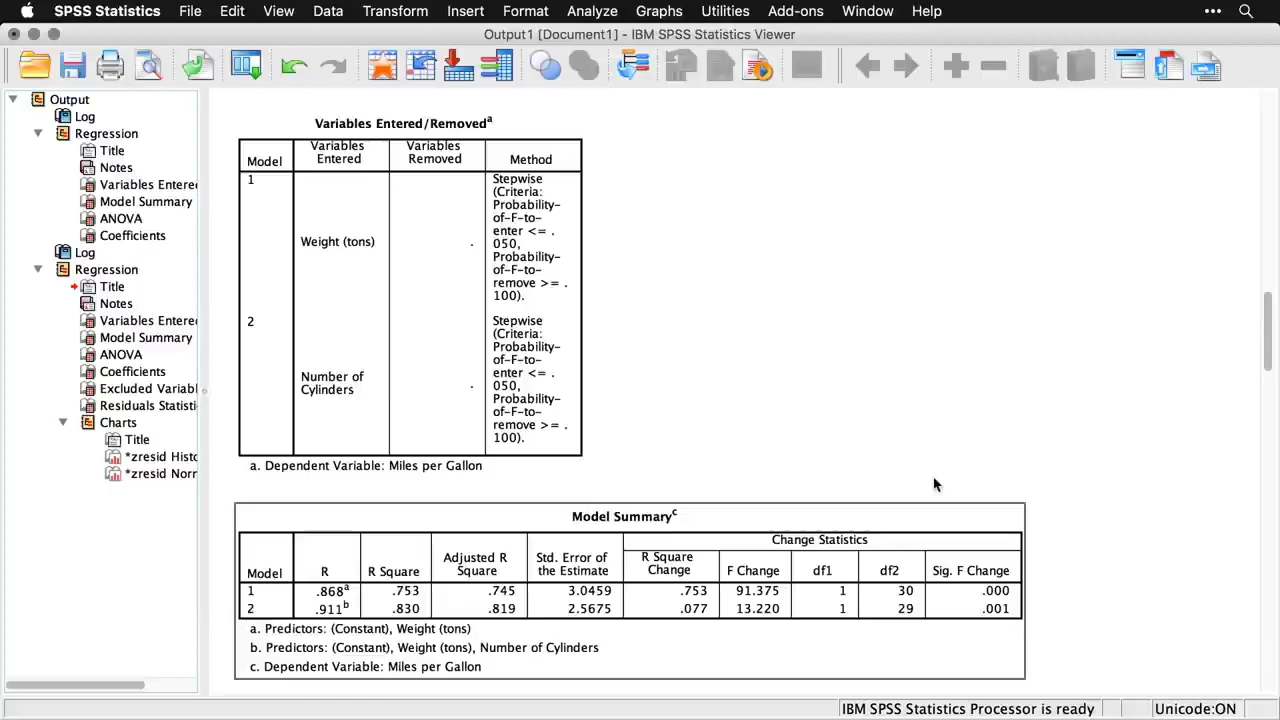 SPSS Statistics File Edit View Data Transform Insert Format Analyze Graphs Utilities Add-ons Window Help
Output1 [Document1] - IBM SPSS Statistics Viewer
Output
Log
Regression
Title
Notes
Variables Entere
Model Summary
ANOVA
Coefficients
Log
Regression
Title
Notes
Variables Entere
Model Summary
ANOVA
Coefficients
Excluded Variabl
Residuals Statisti
Charts
Title
*zresid Histo
*zresid Norr
Variables Entered/Removedᵃ
Model Variables Entered Variables Removed Method
1 Weight (tons) . Stepwise
(Criteria:
Probability-
of-F-to-
enter <= .
050,
Probability-
of-F-to-
remove >= .
100).
2 Number of Cylinders . Stepwise
(Criteria:
Probability-
of-F-to-
enter <= .
050,
Probability-
of-F-to-
remove >= .
100).
a. Dependent Variable: Miles per Gallon
Model Summaryᶜ
Change Statistics
Model R R Square Adjusted R Square Std. Error of the Estimate R Square Change F Change df1 df2 Sig. F Change
1 .868ᵃ .753 .745 3.0459 .753 91.375 1 30 .000
2 .911ᵇ .830 .819 2.5675 .077 13.220 1 29 .001
a. Predictors: (Constant), Weight (tons)
b. Predictors: (Constant), Weight (tons), Number of Cylinders
c. Dependent Variable: Miles per Gallon
IBM SPSS Statistics Processor is ready Unicode:ON